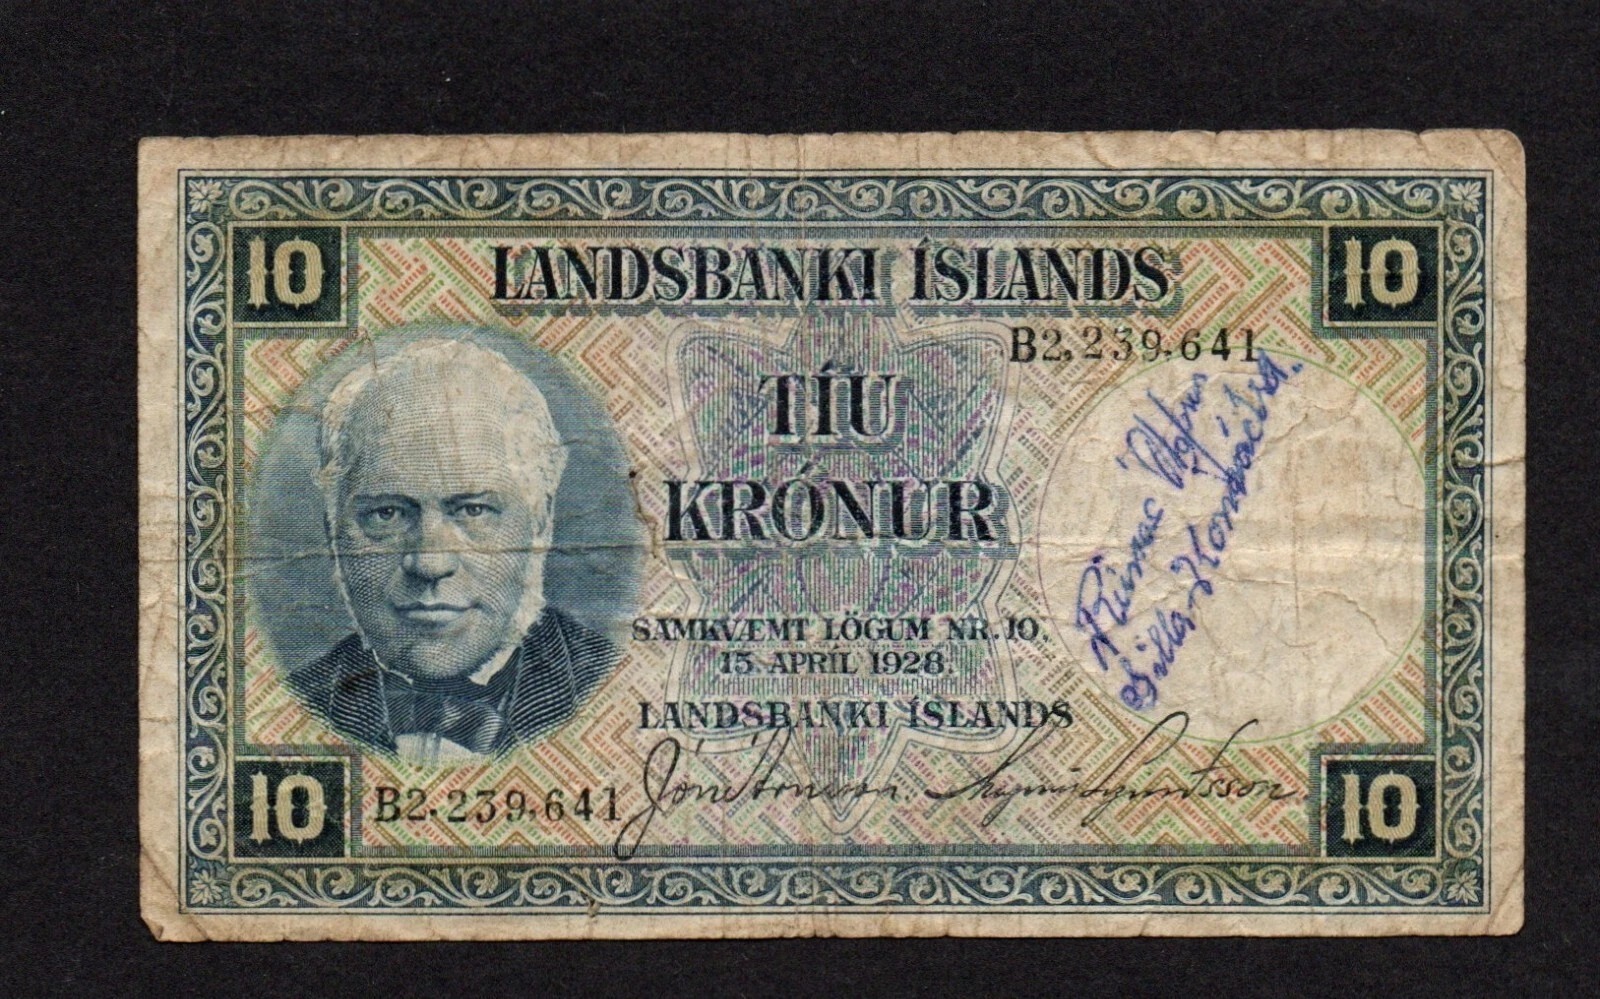 10
10
LANDSBANKI ÍSLANDS
B2,239.641
TÍU
KRÓNUR
SAMKVÆMT LÖGUM NR. 10,
15. APRÍL 1928.
LANDSBANKI ÍSLANDS
10
B2.239.641
10